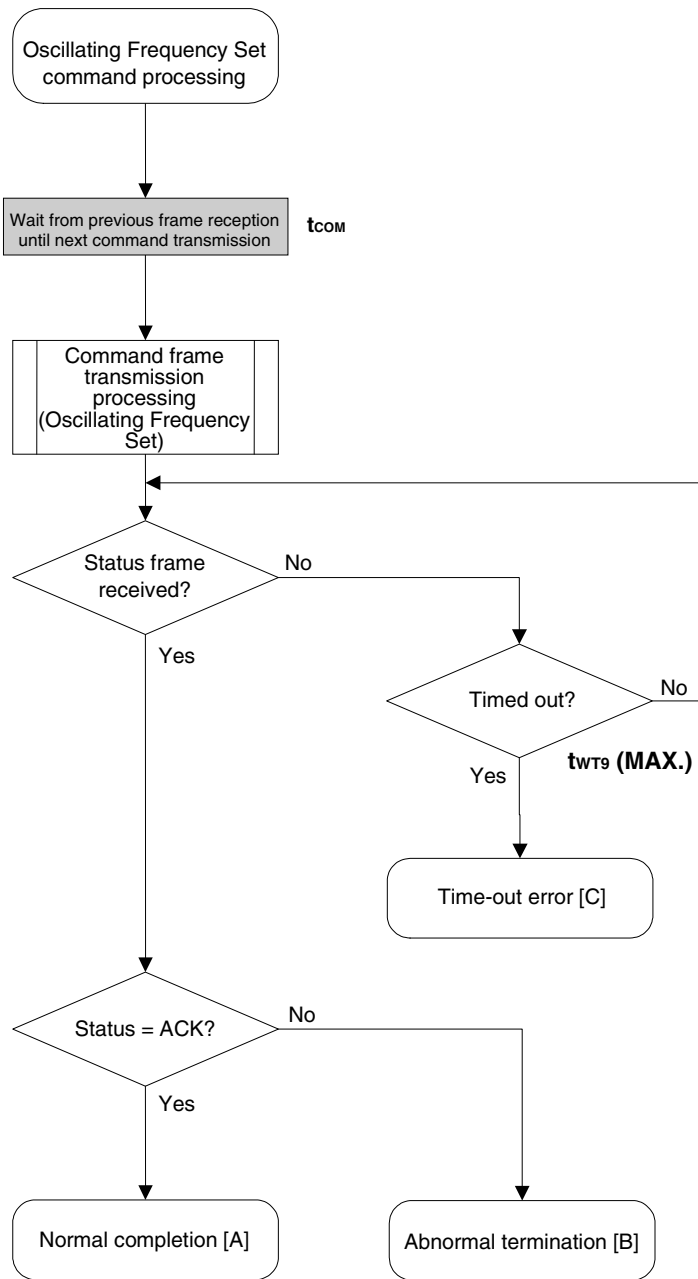 Oscillating Frequency Set
command processing
Wait from previous frame reception
until next command transmission
tCOM
Command frame
transmission
processing
(Oscillating Frequency
Set)
Status frame
received?
No
Yes
Timed out?
No
tWT9 (MAX.)
Yes
Time-out error [C]
Status = ACK?
No
Yes
Normal completion [A]
Abnormal termination [B]